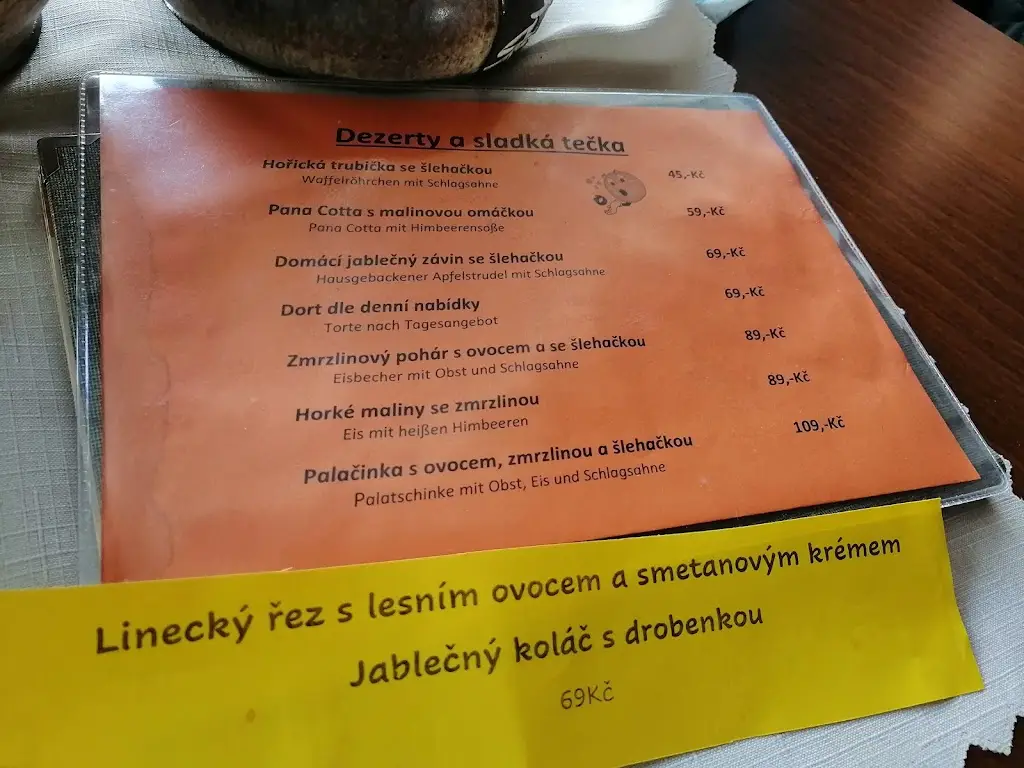 Dezerty a sladká tečka
Hořická trubička se šlehačkou 45,-Kč
Waffelröhrchen mit Schlagsahne
Pana Cotta s malinovou omáčkou 59,-Kč
Pana Cotta mit Himbeerensoße
Domácí jablečný závin se šlehačkou 69,-Kč
Hausgebackener Apfelstrudel mit Schlagsahne
Dort dle denní nabídky 69,-Kč
Torte nach Tagesangebot
Zmrzlinový pohár s ovocem a se šlehačkou 89,-Kč
Eisbecher mit Obst und Schlagsahne
Horké maliny se zmrzlinou 89,-Kč
Eis mit heißen Himbeeren
Palačinka s ovocem, zmrzlinou a šlehačkou 109,-Kč
Palatschinke mit Obst, Eis und Schlagsahne
Linecký řez s lesním ovocem a smetanovým krémem
Jablečný koláč s drobenkou
69Kč